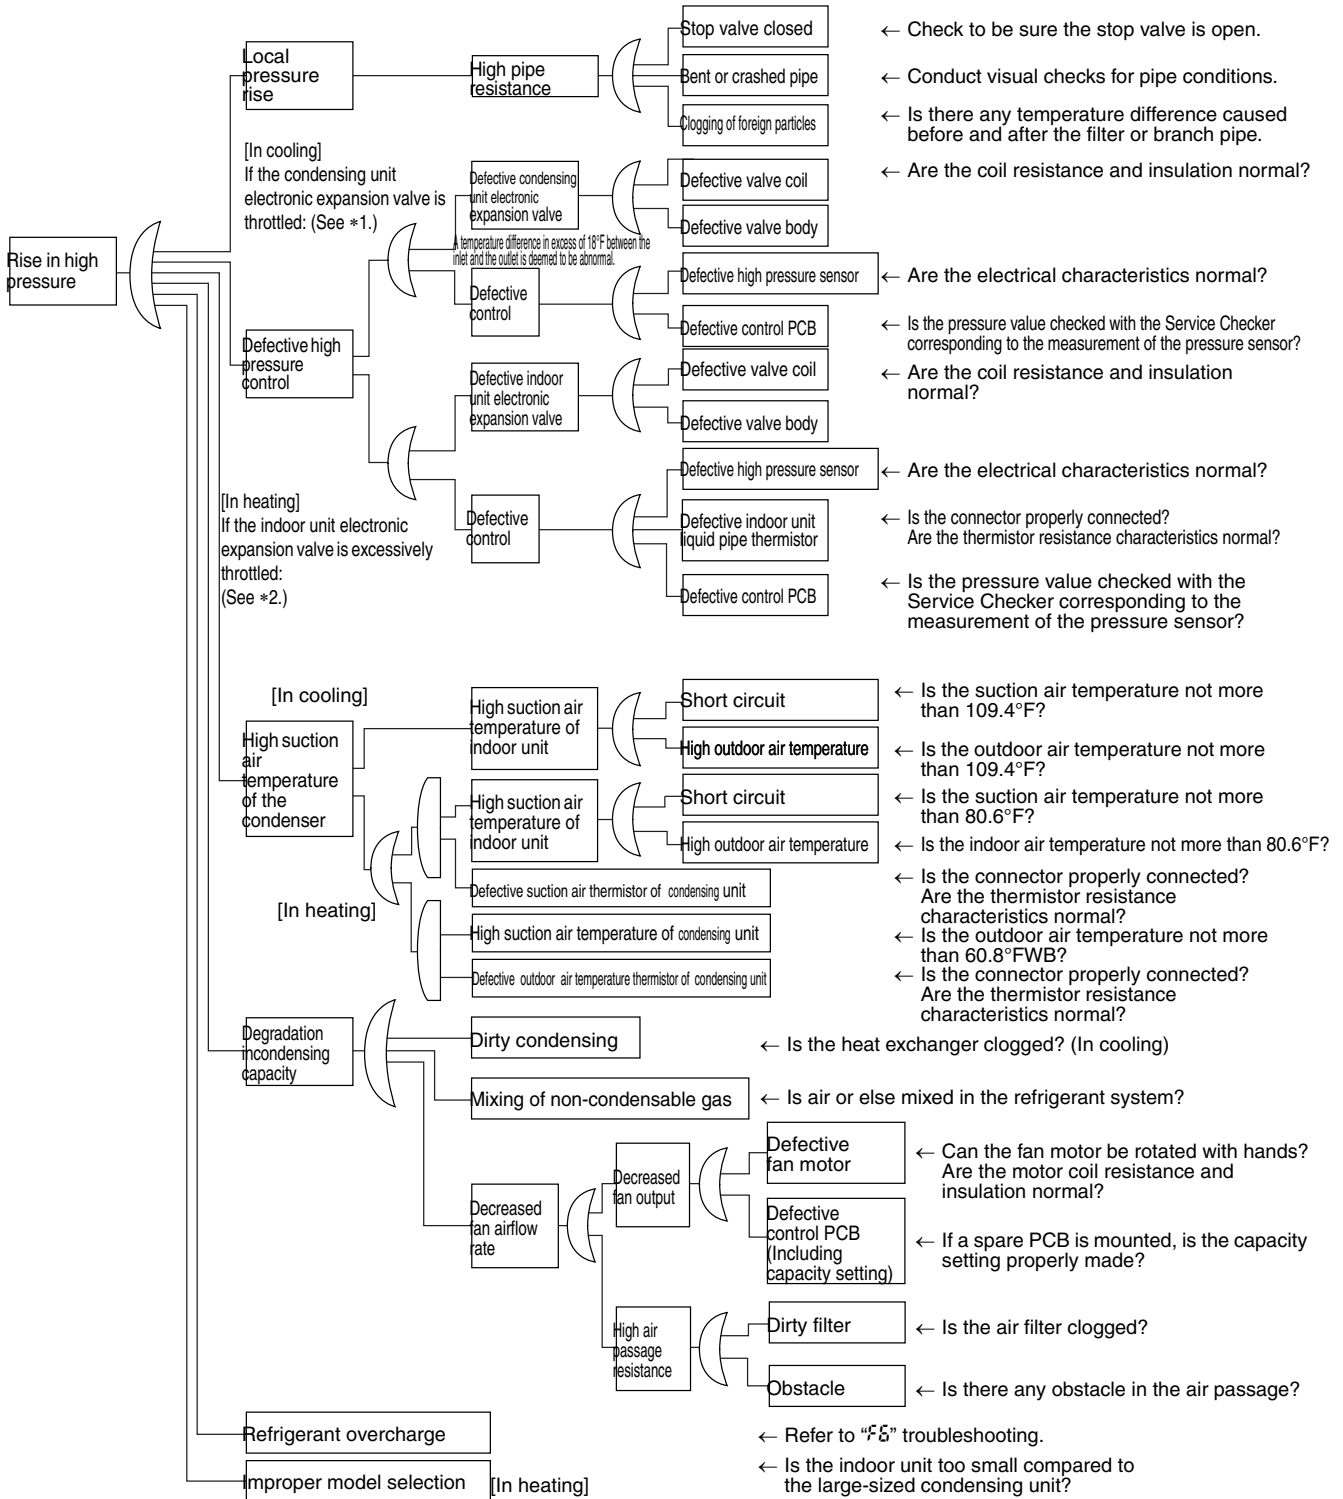 Stop valve closed
← Check to be sure the stop valve is open.
Local
pressure
rise
High pipe
resistance
Bent or crashed pipe
← Conduct visual checks for pipe conditions.
Clogging of foreign particles
← Is there any temperature difference caused
before and after the filter or branch pipe.
[In cooling]
If the condensing unit
electronic expansion valve is
throttled: (See *1.)
Defective condensing
unit electronic
expansion valve
Defective valve coil
← Are the coil resistance and insulation normal?
Defective valve body
A temperature difference in excess of 18°F between the
inlet and the outlet is deemed to be abnormal.
Rise in high
pressure
Defective
control
Defective high pressure sensor
← Are the electrical characteristics normal?
Defective control PCB
← Is the pressure value checked with the Service Checker
corresponding to the measurement of the pressure sensor?
Defective high
pressure
control
Defective indoor
unit electronic
expansion valve
Defective valve coil
← Are the coil resistance and insulation
normal?
Defective valve body
Defective high pressure sensor
← Are the electrical characteristics normal?
[In heating]
If the indoor unit electronic
expansion valve is excessively
throttled:
(See *2.)
Defective
control
Defective indoor unit
liquid pipe thermistor
← Is the connector properly connected?
Are the thermistor resistance characteristics normal?
Defective control PCB
← Is the pressure value checked with the
Service Checker corresponding to the
measurement of the pressure sensor?
[In cooling]
High suction
air
temperature
of the
condenser
High suction air
temperature of
indoor unit
Short circuit
← Is the suction air temperature not more
than 109.4°F?
High outdoor air temperature
← Is the outdoor air temperature not more
than 109.4°F?
High suction air
temperature of
indoor unit
Short circuit
← Is the suction air temperature not more
than 80.6°F?
High outdoor air temperature
← Is the indoor air temperature not more than 80.6°F?
[In heating]
Defective suction air thermistor of condensing unit
← Is the connector properly connected?
Are the thermistor resistance
characteristics normal?
High suction air temperature of condensing unit
← Is the outdoor air temperature not more
than 60.8°FWB?
Defective outdoor air temperature thermistor of condensing unit
← Is the connector properly connected?
Are the thermistor resistance
characteristics normal?
Degradation
incondensing
capacity
Dirty condensing
← Is the heat exchanger clogged? (In cooling)
Mixing of non-condensable gas
← Is air or else mixed in the refrigerant system?
Decreased
fan airflow
rate
Decreased
fan output
Defective
fan motor
← Can the fan motor be rotated with hands?
Are the motor coil resistance and
insulation normal?
Defective
control PCB
(Including
capacity setting)
← If a spare PCB is mounted, is the capacity
setting properly made?
High air
passage
resistance
Dirty filter
← Is the air filter clogged?
Obstacle
← Is there any obstacle in the air passage?
Refrigerant overcharge
← Refer to “F6” troubleshooting.
Improper model selection
[In heating]
← Is the indoor unit too small compared to
the large-sized condensing unit?